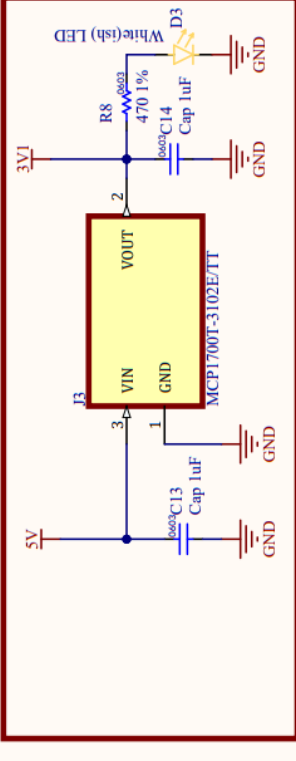 5V
0603
C13
Cap 1uF
GND
J3
3
VIN
1
GND
VOUT
2
MCP1700T-3102E/TT
GND
3V1
R8
0603
470 1%
0603
C14
Cap 1uF
GND
White(ish) LED
D3
GND